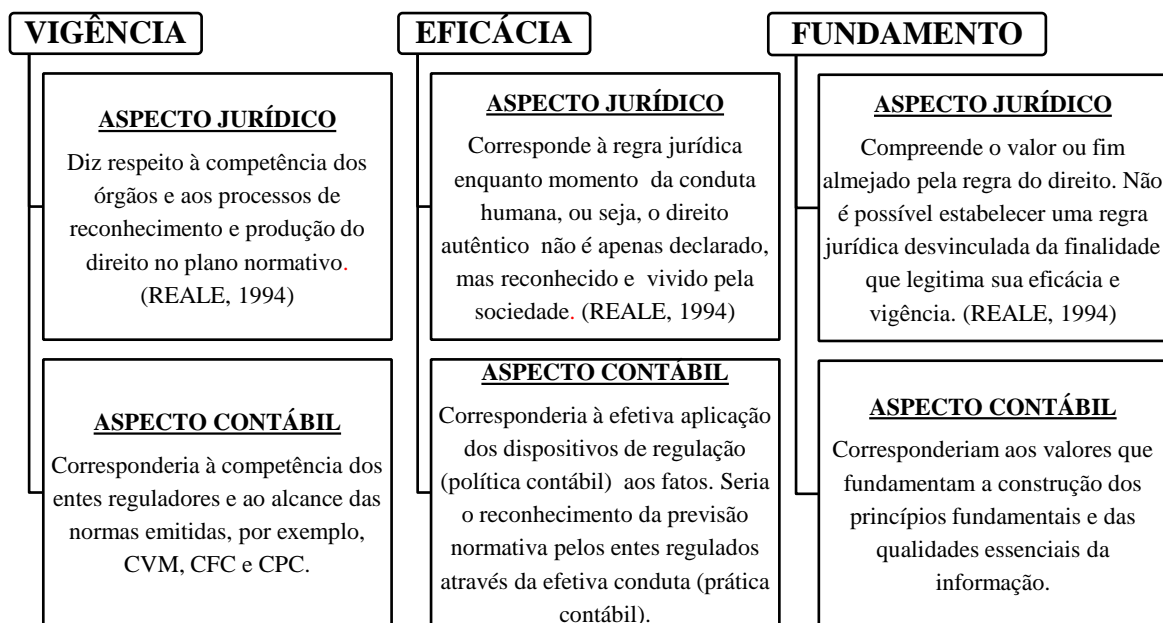 VIGÊNCIA
ASPECTO JURÍDICO
Diz respeito à competência dos
órgãos e aos processos de
reconhecimento e produção do
direito no plano normativo.
(REALE, 1994)
ASPECTO CONTÁBIL
Corresponderia à competência dos
entes reguladores e ao alcance das
normas emitidas, por exemplo,
CVM, CFC e CPC.
EFICÁCIA
ASPECTO JURÍDICO
Corresponde à regra jurídica
enquanto momento da conduta
humana, ou seja, o direito
autêntico não é apenas declarado,
mas reconhecido e vivido pela
sociedade. (REALE, 1994)
ASPECTO CONTÁBIL
Corresponderia à efetiva aplicação
dos dispositivos de regulação
(política contábil) aos fatos. Seria
o reconhecimento da previsão
normativa pelos entes regulados
através da efetiva conduta (prática
contábil).
FUNDAMENTO
ASPECTO JURÍDICO
Compreende o valor ou fim
almejado pela regra do direito. Não
é possível estabelecer uma regra
jurídica desvinculada da finalidade
que legitima sua eficácia e
vigência. (REALE, 1994)
ASPECTO CONTÁBIL
Corresponderiam aos valores que
fundamentam a construção dos
princípios fundamentais e das
qualidades essenciais da
informação.